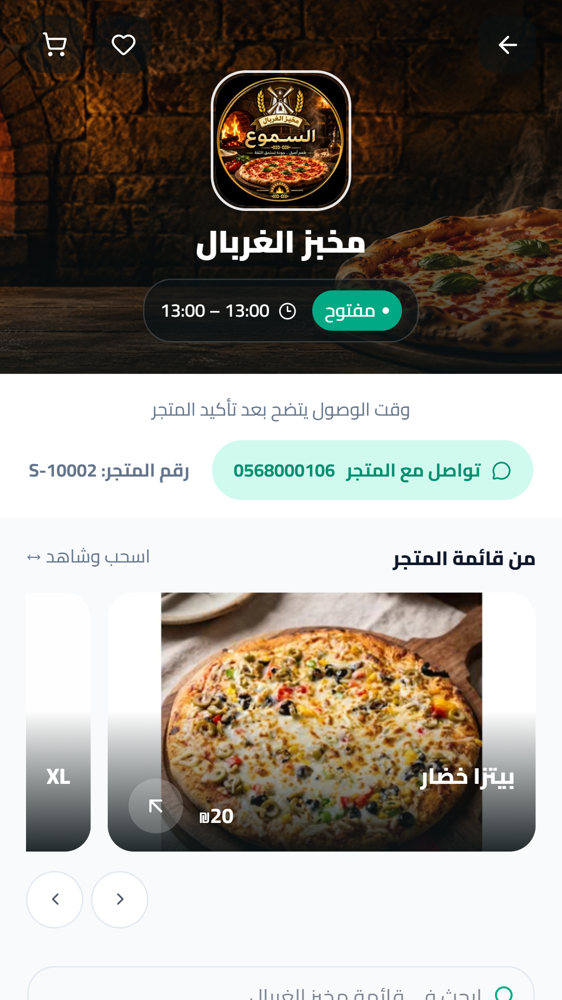 مخبز الغربال
السموع
طعم أصيل .. جودة تستحق الثقة
مخبز الغربال
مفتوح
13:00 – 13:00
وقت الوصول يتضح بعد تأكيد المتجر
تواصل مع المتجر 0568000106
رقم المتجر: S-10002
من قائمة المتجر
اسحب وشاهد ↔
بيتزا خضار
₪20
XL
ابحث في قائمة مخبز الغربال